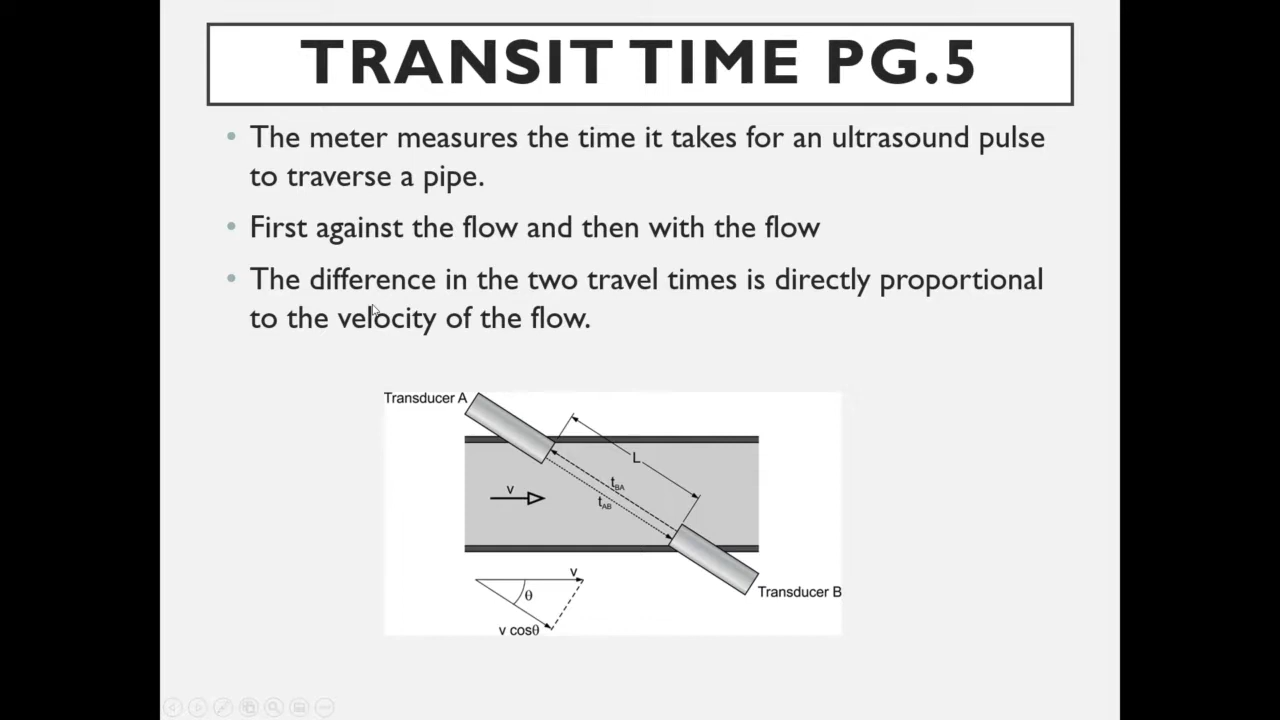 TRANSIT TIME PG.5
• The meter measures the time it takes for an ultrasound pulse
to traverse a pipe.
• First against the flow and then with the flow
• The difference in the two travel times is directly proportional
to the velocity of the flow.
Transducer A
L
tBA
v
tAB
v
θ
Transducer B
v cosθ